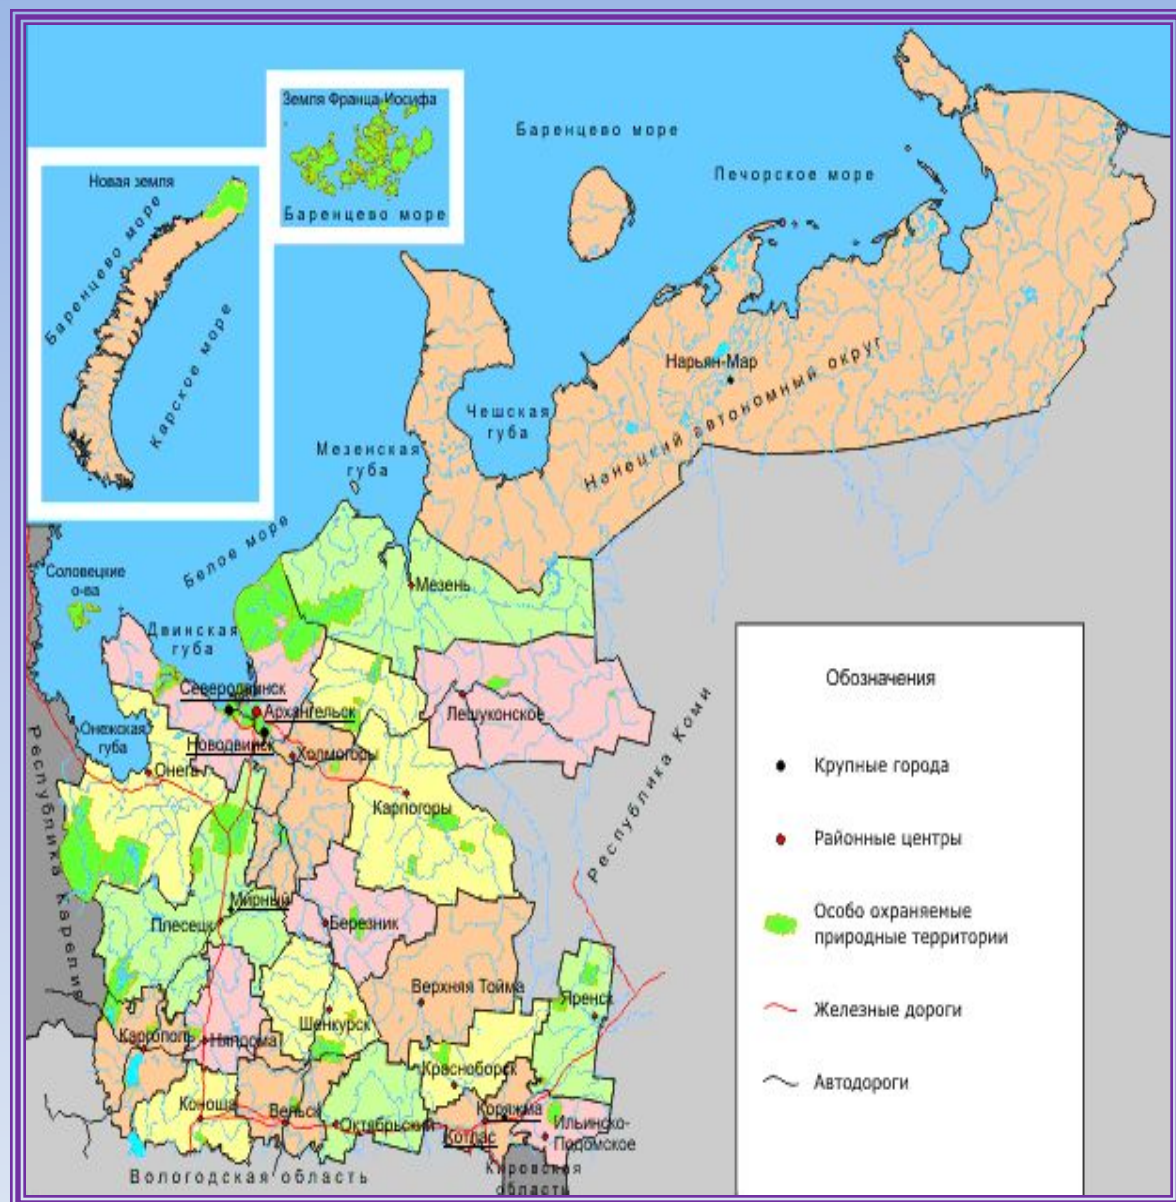 Земля Франца-Иосифа
Баренцево море
Новая земля
Баренцево море
Карское море
Баренцево море
Печорское море
Нарьян-Мар
Нанецкий автономный округ
Чешская
губа
Мезенская
губа
Белое море
Соловецкие
о-ва
Мезень
Двинская
губа
Северодвинск
Архангельск
Новодвинск
Холмогоры
Лешуконское
Онежская
губа
Онега г.
Карпогоры
Республика Карелия
Республика Коми
Мирный
Плесецк
Березник
Верхняя Тойма
Яренск
Шенкурск
Каргополь
Няндома
Красноборск
Коноша
Вельск
Октябрьский
Коряжма
Котлас
Ильинско-
Подомское
Вологодская область
Кировская
область
Обозначения
Крупные города
Районные центры
Особо охраняемые
природные территории
Железные дороги
Автодороги